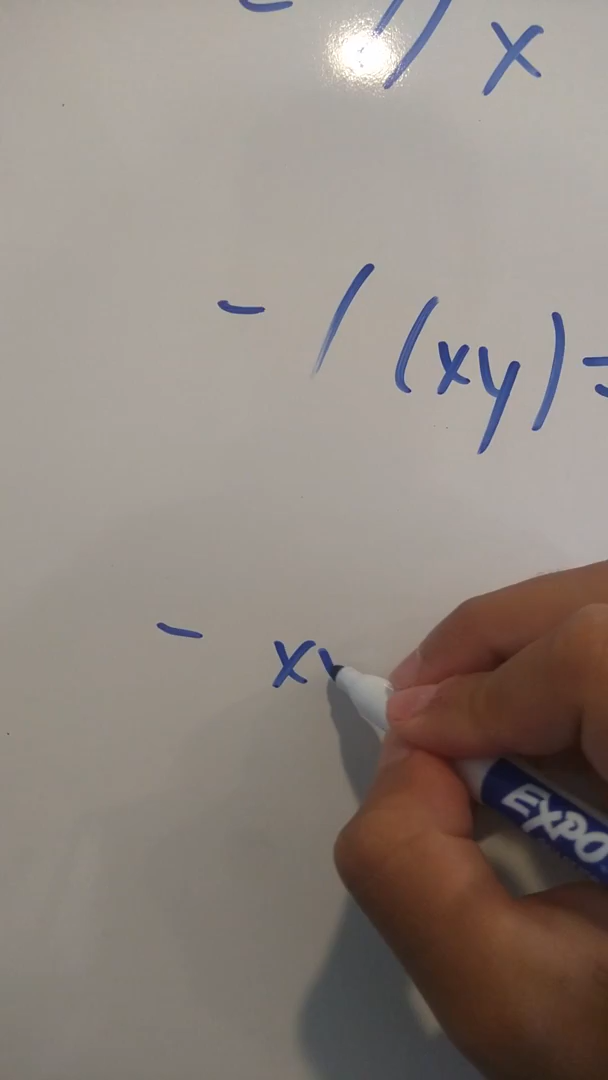 x
- / (xy) =
- x
EXPO